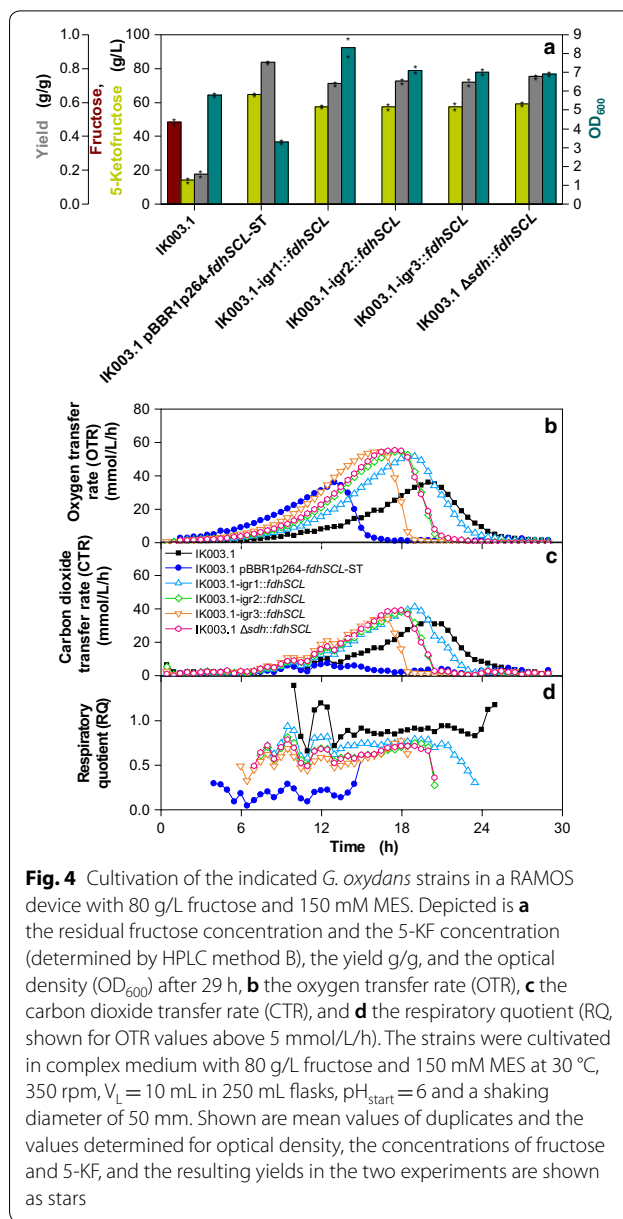 a
Yield (g/g)
Fructose,
5-Ketofructose (g/L)
OD600
1.0
0.8
0.6
0.4
0.2
0.0
100
80
60
40
20
0
9
8
7
6
5
4
3
2
1
0
IK003.1
IK003.1 pBBR1p264-fdhSCL-ST
IK003.1-igr1::fdhSCL
IK003.1-igr2::fdhSCL
IK003.1-igr3::fdhSCL
IK003.1 Δsdh::fdhSCL
b
Oxygen transfer
rate (OTR)
(mmol/L/h)
80
60
40
20
0
c
Carbon dioxide
transfer rate (CTR)
(mmol/L/h)
60
40
20
0
IK003.1
IK003.1 pBBR1p264-fdhSCL-ST
IK003.1-igr1::fdhSCL
IK003.1-igr2::fdhSCL
IK003.1-igr3::fdhSCL
IK003.1 Δsdh::fdhSCL
d
Respiratory
quotient (RQ)
1.0
0.5
0.0
0 6 12 18 24 30
Time (h)
Fig. 4 Cultivation of the indicated G. oxydans strains in a RAMOS
device with 80 g/L fructose and 150 mM MES. Depicted is a
the residual fructose concentration and the 5-KF concentration
(determined by HPLC method B), the yield g/g, and the optical
density (OD600) after 29 h, b the oxygen transfer rate (OTR), c the
carbon dioxide transfer rate (CTR), and d the respiratory quotient (RQ,
shown for OTR values above 5 mmol/L/h). The strains were cultivated
in complex medium with 80 g/L fructose and 150 mM MES at 30 °C,
350 rpm, VL = 10 mL in 250 mL flasks, pHstart = 6 and a shaking
diameter of 50 mm. Shown are mean values of duplicates and the
values determined for optical density, the concentrations of fructose
and 5-KF, and the resulting yields in the two experiments are shown
as stars